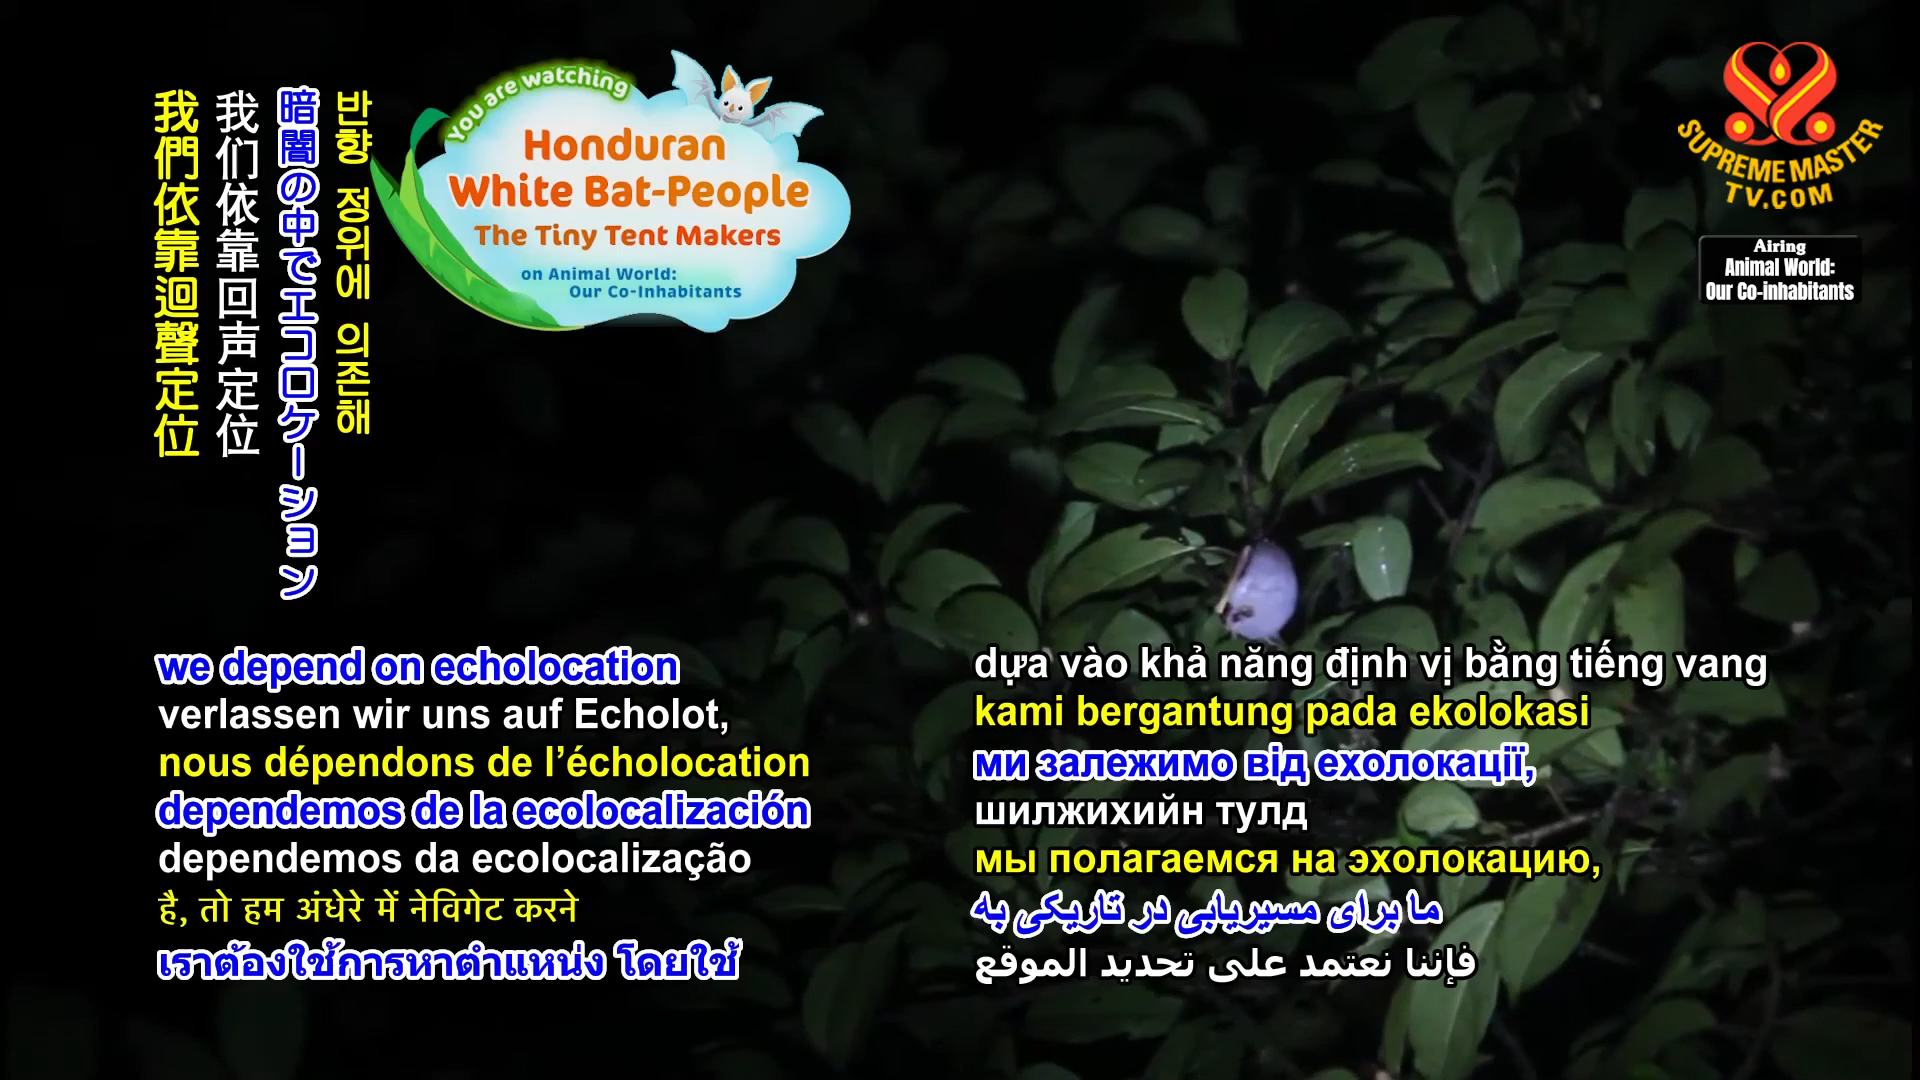 我們依靠迴聲定位
我们依靠回声定位
暗闇の中でエコロケーション
반향 정위에 의존해
You are watching
Honduran
White Bat-People
The Tiny Tent Makers
on Animal World:
Our Co-Inhabitants
SUPREME MASTER
TV.COM
Airing
Animal World:
Our Co-inhabitants
we depend on echolocation
verlassen wir uns auf Echolot,
nous dépendons de l’écholocation
dependemos de la ecolocalización
dependemos da ecolocalização
है, तो हम अंधेरे में नेविगेट करने
เราต้องใช้การหาตำแหน่ง โดยใช้
dựa vào khả năng định vị bằng tiếng vang
kami bergantung pada ekolokasi
ми залежимо від ехолокації,
шилжихийн тулд
мы полагаемся на эхолокацию,
ما برای مسیریابی در تاریکی به
فإننا نعتمد على تحديد الموقع